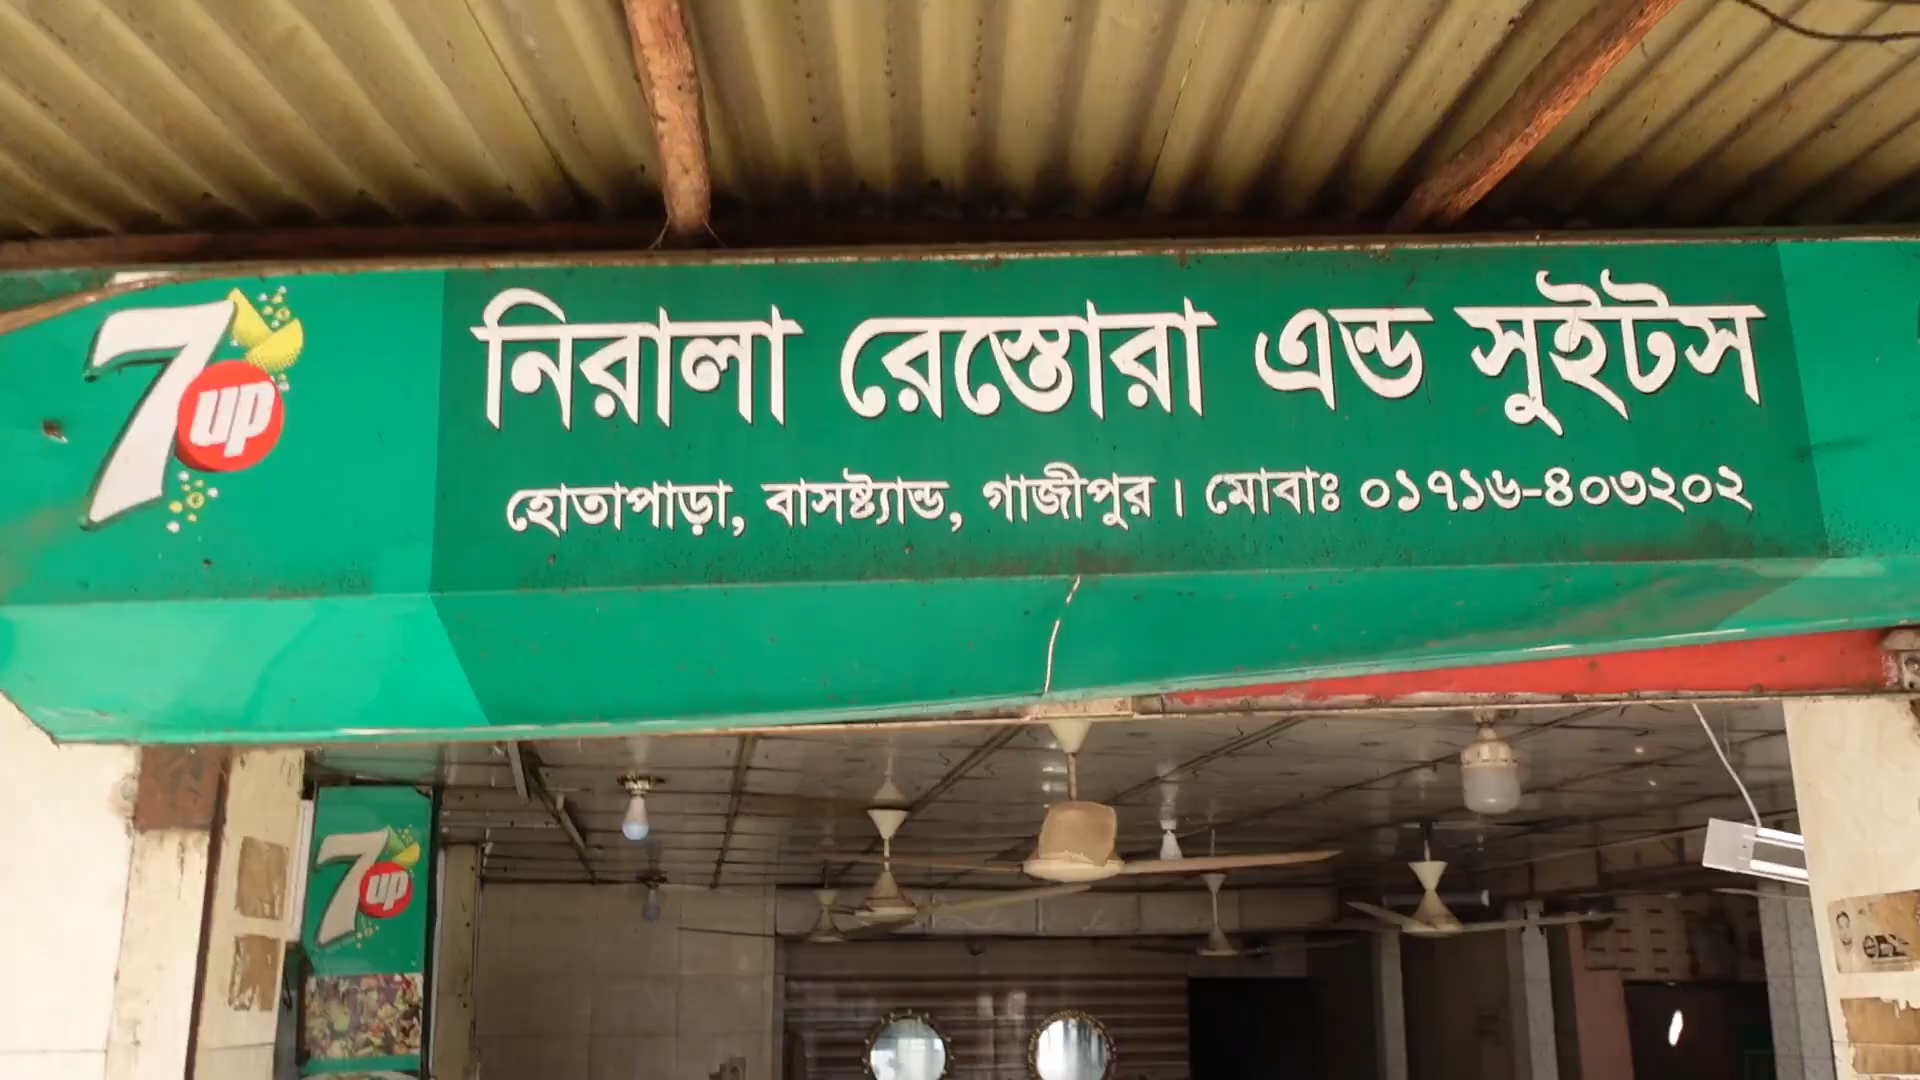 7up
নিরালা রেস্তোরা এন্ড সুইটস
হোতাপাড়া, বাসষ্ট্যান্ড, গাজীপুর। মোবাঃ ০১৭১৬-৪০৩২০২
7up